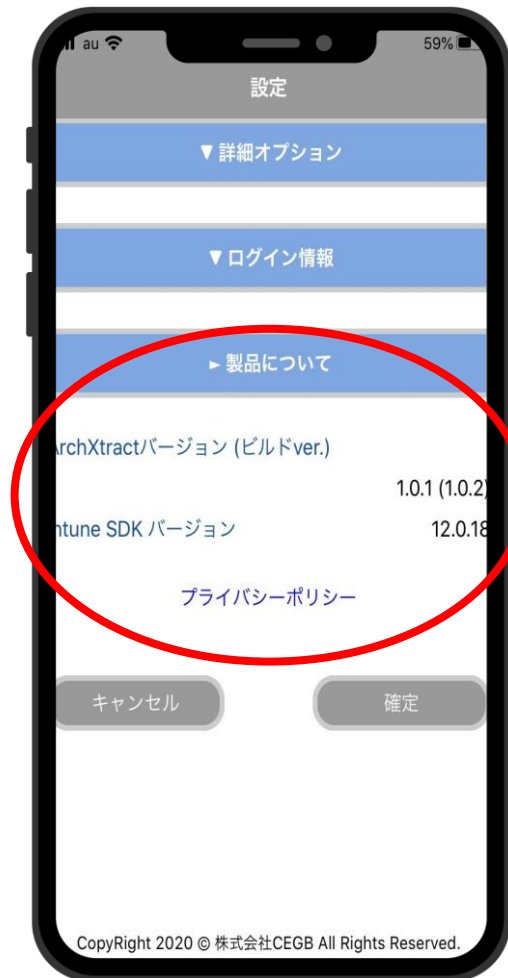 au 59%
設定
▼詳細オプション
▼ログイン情報
►製品について
rchXtractバージョン (ビルドver.)
1.0.1 (1.0.2)
ntune SDK バージョン 12.0.18
プライバシーポリシー
キャンセル 確定
CopyRight 2020 © 株式会社CEGB All Rights Reserved.